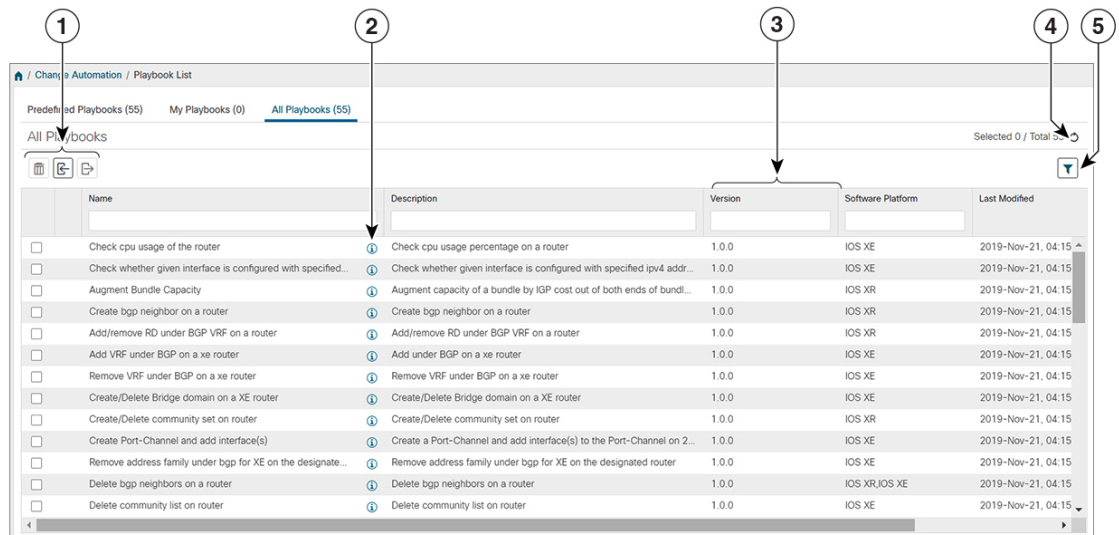 1 2 3 4 5
/ Change Automation / Playbook List
Predefined Playbooks (55) My Playbooks (0) All Playbooks (55)
All Playbooks Selected 0 / Total 55
Name Description Version Software Platform Last Modified
Check cpu usage of the router Check cpu usage percentage on a router 1.0.0 IOS XE 2019-Nov-21, 04:15
Check whether given interface is configured with specified... Check whether given interface is configured with specified ipv4 addr... 1.0.0 IOS XE 2019-Nov-21, 04:15
Augment Bundle Capacity Augment capacity of a bundle by IGP cost out of both ends of bundl... 1.0.0 IOS XR 2019-Nov-21, 04:15
Create bgp neighbor on a router Create bgp neighbor on a router 1.0.0 IOS XR 2019-Nov-21, 04:15
Add/remove RD under BGP VRF on a router Add/remove RD under BGP VRF on a router 1.0.0 IOS XR 2019-Nov-21, 04:15
Add VRF under BGP on a xe router Add under BGP on a xe router 1.0.0 IOS XE 2019-Nov-21, 04:15
Remove VRF under BGP on a xe router Remove VRF under BGP on a xe router 1.0.0 IOS XE 2019-Nov-21, 04:15
Create/Delete Bridge domain on a XE router Create/Delete Bridge domain on a XE router 1.0.0 IOS XE 2019-Nov-21, 04:15
Create/Delete community set on router Create/Delete community set on router 1.0.0 IOS XR 2019-Nov-21, 04:15
Create Port-Channel and add interface(s) Create a Port-Channel and add interface(s) to the Port-Channel on 2... 1.0.0 IOS XE 2019-Nov-21, 04:15
Remove address family under bgp for XE on the designate... Remove address family under bgp for XE on the designated router 1.0.0 IOS XE 2019-Nov-21, 04:15
Delete bgp neighbors on a router Delete bgp neighbors on a router 1.0.0 IOS XR,IOS XE 2019-Nov-21, 04:15
Delete community list on router Delete community list on router 1.0.0 IOS XE 2019-Nov-21, 04:15